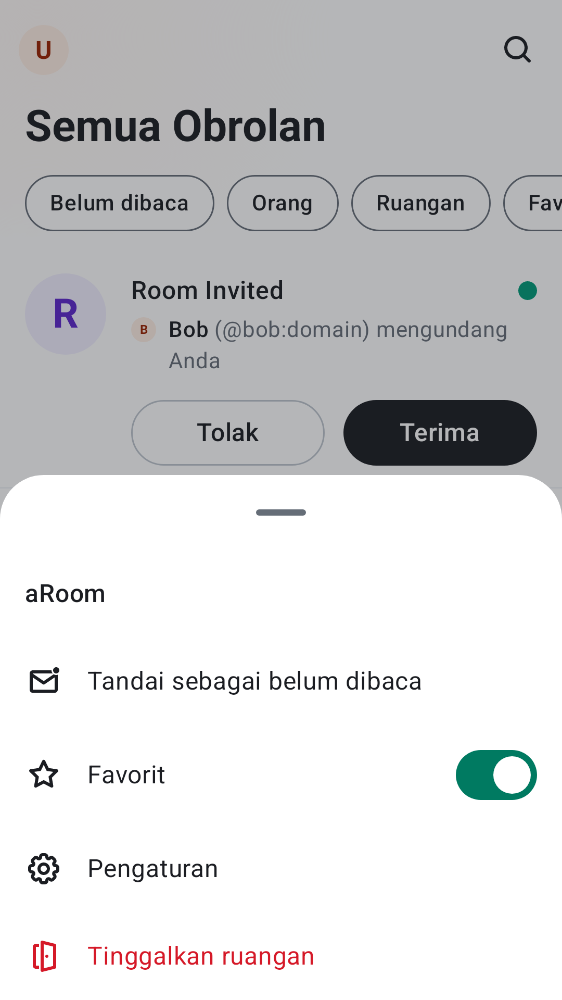 U
Semua Obrolan
Belum dibaca
Orang
Ruangan
Fav
R
Room Invited
B
Bob (@bob:domain) mengundang
Anda
Tolak
Terima
aRoom
Tandai sebagai belum dibaca
Favorit
Pengaturan
Tinggalkan ruangan